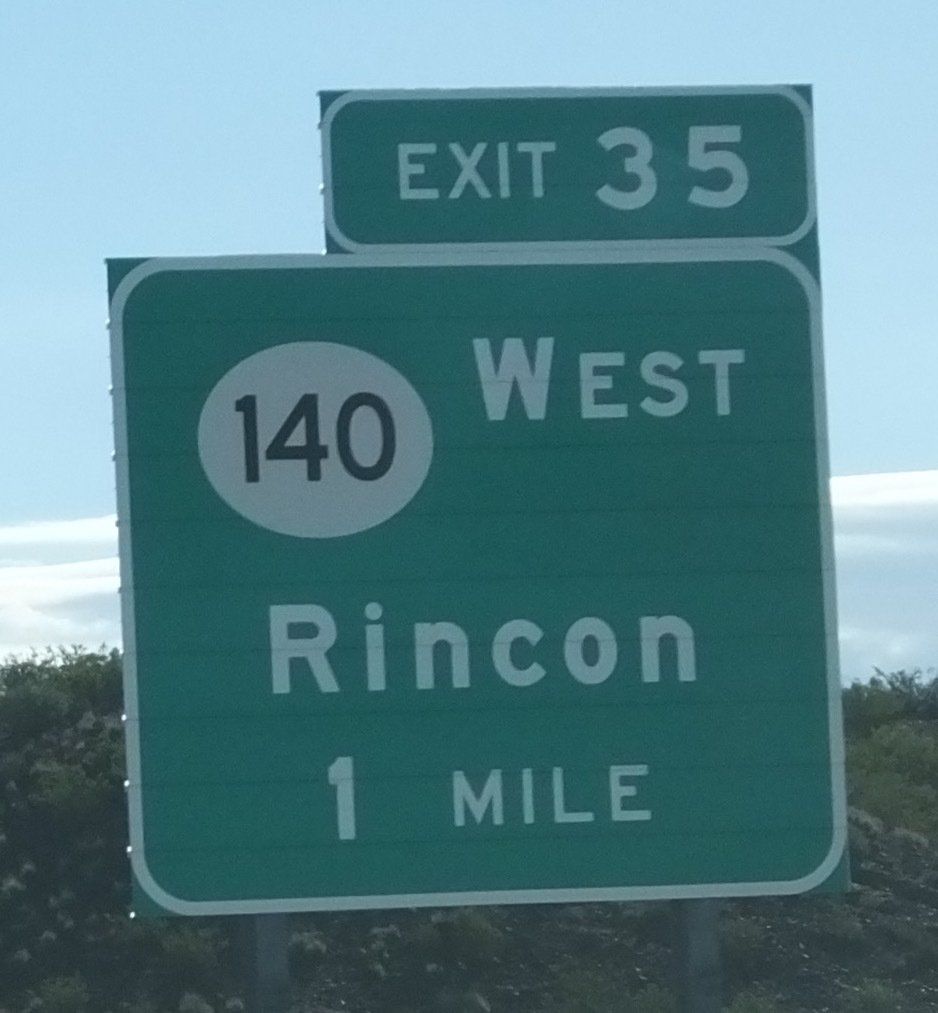 EXIT 35
140 WEST
Rincon
1 MILE